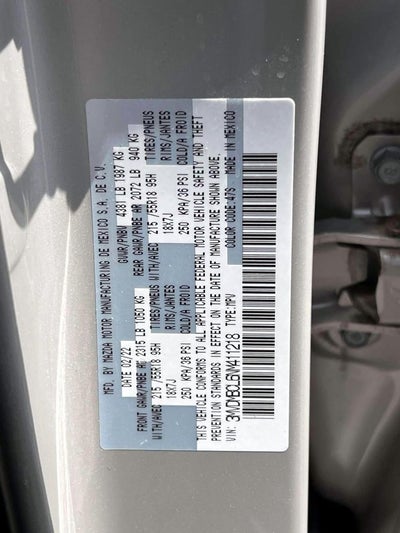 MFD. BY MAZDA MOTOR MANUFACTURING DE MEXICO S.A. DE C.V.
DATE 02/22 GVWR/PNBV 4381 LB 1987 KG
FRONT GAWR/PNBE AV 2315 LB 1050 KG REAR GAWR/PNBE AR 2072 LB 940 KG
WITH/AVEC 215 /55R18 95H TIRES/PNEUS WITH/AVEC 215 /55R18 95H TIRES/PNEUS
18X7J RIMS/JANTES 18X7J RIMS/JANTES
250 KPA/36 PSI COLD/A FROID 250 KPA/36 PSI COLD/A FROID
THIS VEHICLE CONFORMS TO ALL APPLICABLE FEDERAL MOTOR VEHICLE SAFETY AND THEFT
PREVENTION STANDARDS IN EFFECT ON THE DATE OF MANUFACTURE SHOWN ABOVE.
VIN: 3MVDMBCL6NM411218 TYPE:MPV COLOR CODE:47S MADE IN MEXICO